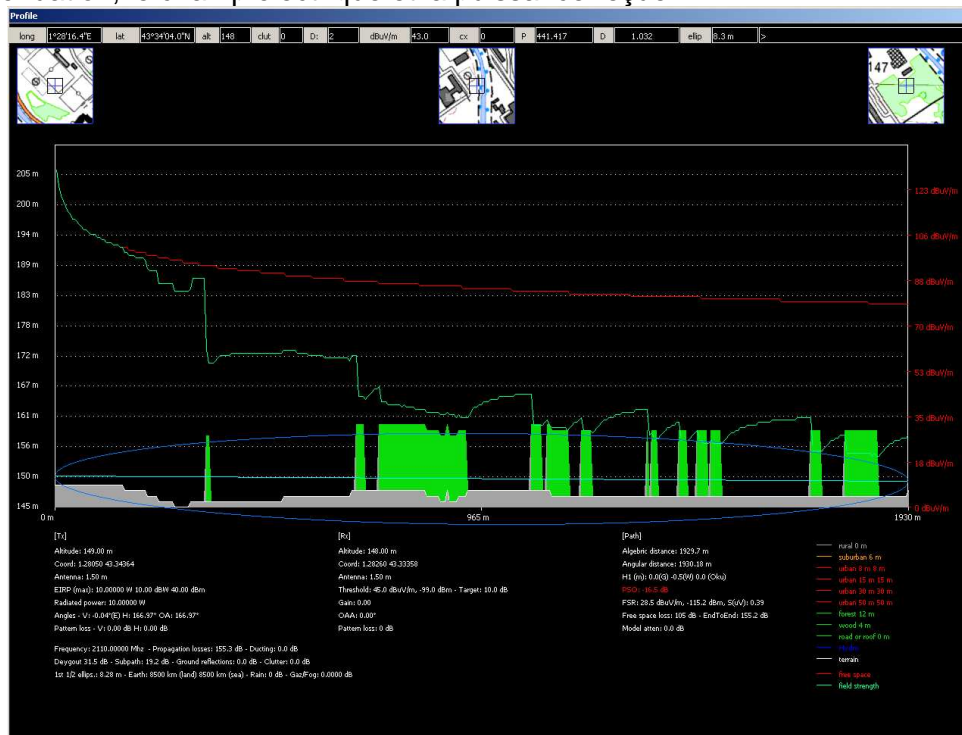 Profile
long 1°28'16.4"E lat 43°34'04.0"N alt 148 clut 0 D: 2 dBuV/m 43.0 cx 0 P 441.417 D 1.032 ellip 8.3 m >
147
205 m
200 m
194 m
189 m
183 m
178 m
172 m
167 m
161 m
156 m
150 m
145 m
123 dBuV/m
106 dBuV/m
88 dBuV/m
70 dBuV/m
53 dBuV/m
35 dBuV/m
18 dBuV/m
0 dBuV/m
0 m 965 m 1930 m
[Tx]
Altitude: 149.00 m
Coord: 1.28050 43.34364
Antenna: 1.50 m
EIRP (max): 10.00000 W 10.00 dBW 40.00 dBm
Radiated power: 10.00000 W
Angles - V: -0.04°(E) H: 166.97° OA: 166.97°
Pattern loss - V: 0.00 dB H: 0.00 dB
[Rx]
Altitude: 148.00 m
Coord: 1.28260 43.33358
Antenna: 1.50 m
Threshold: 45.0 dBuV/m, -99.0 dBm - Target: 10.0 dB
Gain: 0.00
OAA: 0.00°
Pattern loss: 0 dB
[Path]
Algebric distance: 1929.7 m
Angular distance: 1930.18 m
H1 (m): 0.0(G) -0.5(W) 0.0 (Oku)
PSO: -16.5 dB
FSR: 28.5 dBuV/m, -115.2 dBm, S(uV): 0.39
Free space loss: 105 dB - EndToEnd: 155.2 dB
Model atten: 0.0 dB
Frequency: 2110.00000 Mhz - Propagation losses: 155.3 dB - Ducting: 0.0 dB
Deygout 31.5 dB - Subpath: 19.2 dB - Ground reflections: 0.0 dB - Clutter: 0.0 dB
1st 1/2 ellips.: 8.28 m - Earth: 8500 km (land) 8500 km (sea) - Rain: 0 dB - Gaz/Fog: 0.0000 dB
rural 0 m
suburban 6 m
urban 8 m 8 m
urban 15 m 15 m
urban 30 m 30 m
urban 50 m 50 m
forest 12 m
wood 4 m
road or roof 0 m
terrain
free space
field strength